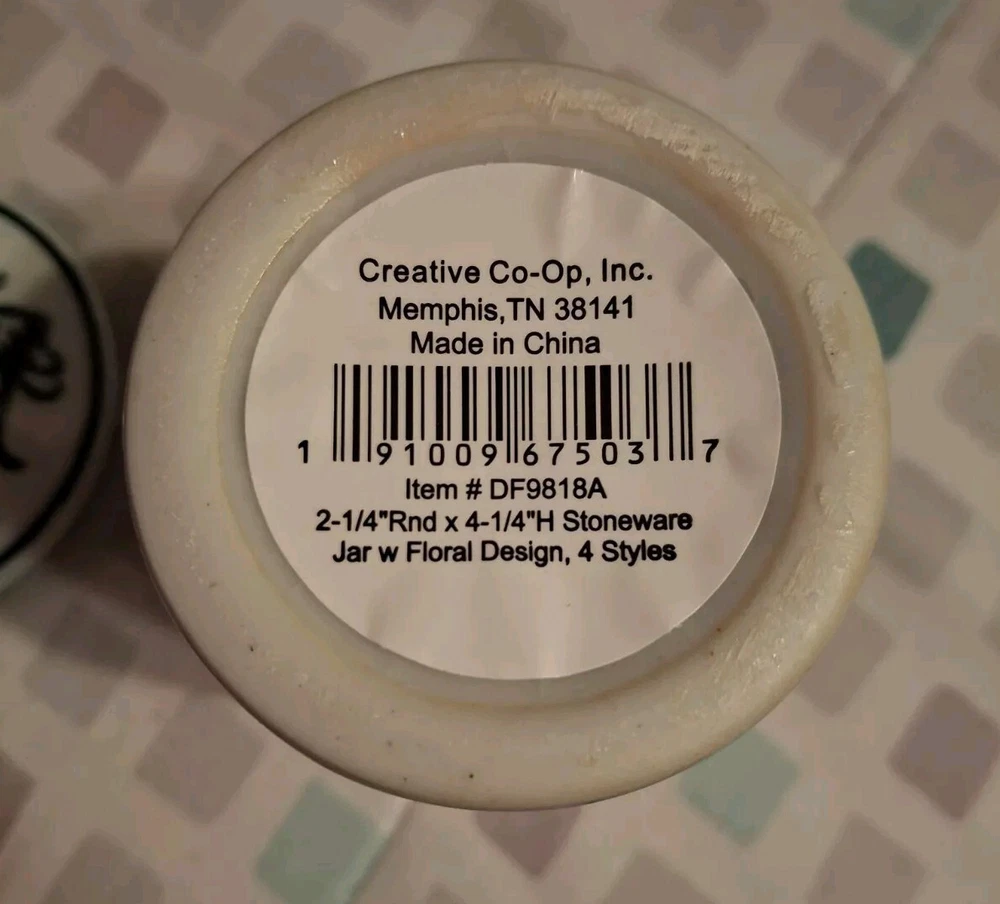 Creative Co-Op, Inc.
Memphis,TN 38141
Made in China
1 91009 67503 7
Item # DF9818A
2-1/4"Rnd x 4-1/4"H Stoneware
Jar w Floral Design, 4 Styles